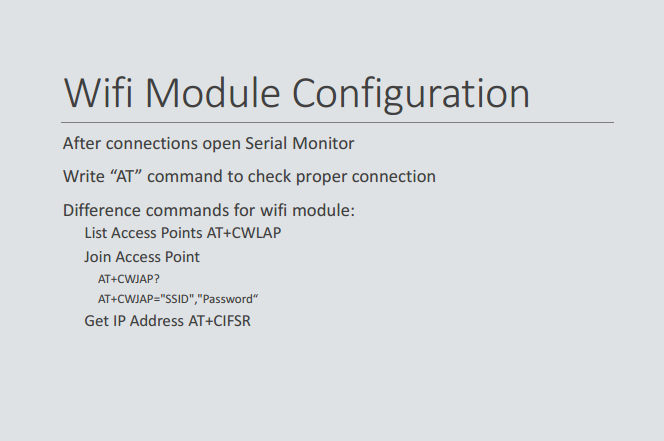 Wifi Module Configuration
After connections open Serial Monitor
Write “AT” command to check proper connection
Difference commands for wifi module:
List Access Points AT+CWLAP
Join Access Point
AT+CWJAP?
AT+CWJAP="SSID","Password“
Get IP Address AT+CIFSR